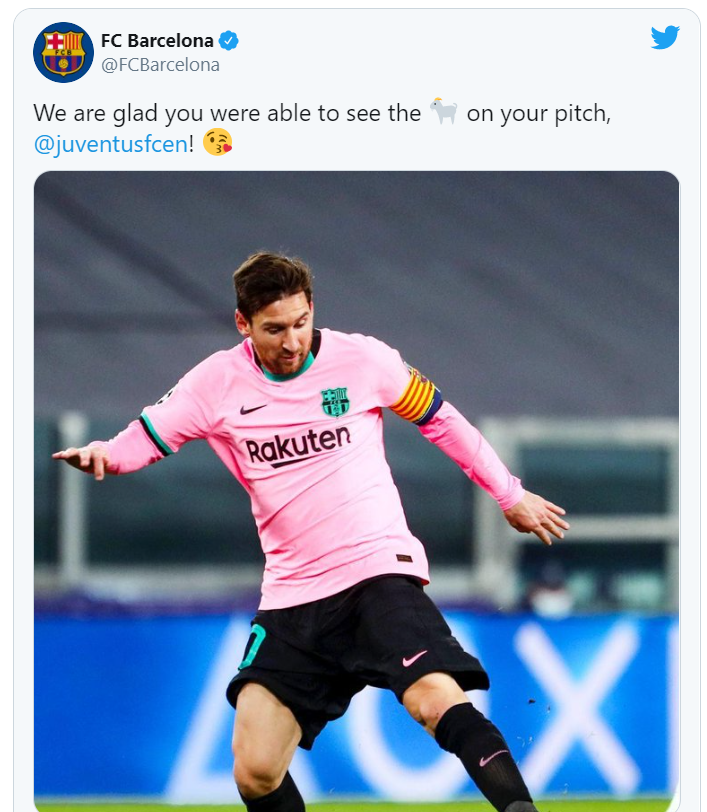 FC Barcelona
@FCBarcelona
We are glad you were able to see the 🐐 on your pitch,
@juventusfcen! 😘
FCB
Rakuten